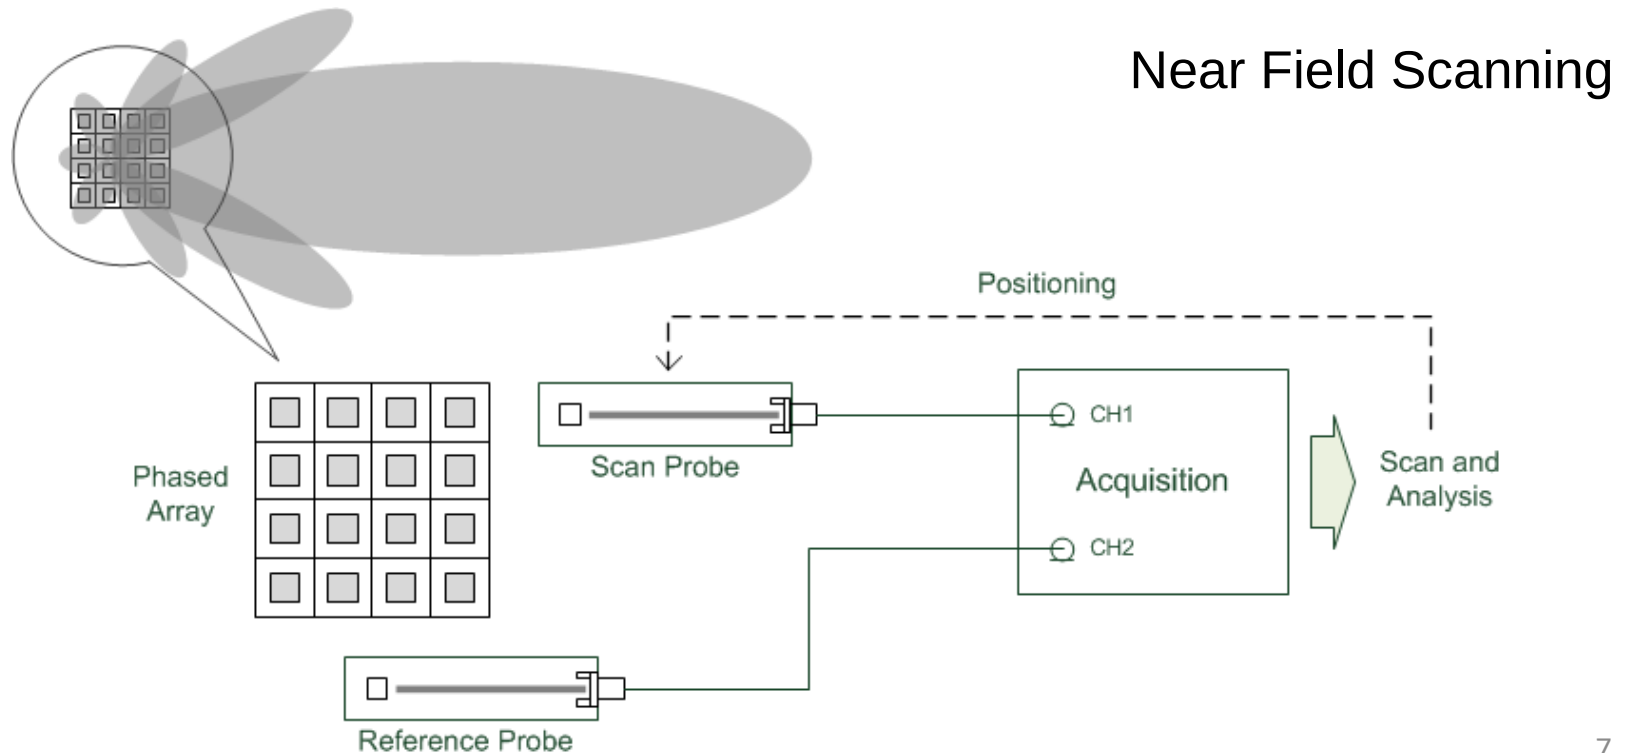 Near Field Scanning
Positioning
CH1
Scan Probe
Phased
Array
Acquisition
Scan and
Analysis
CH2
Reference Probe
7